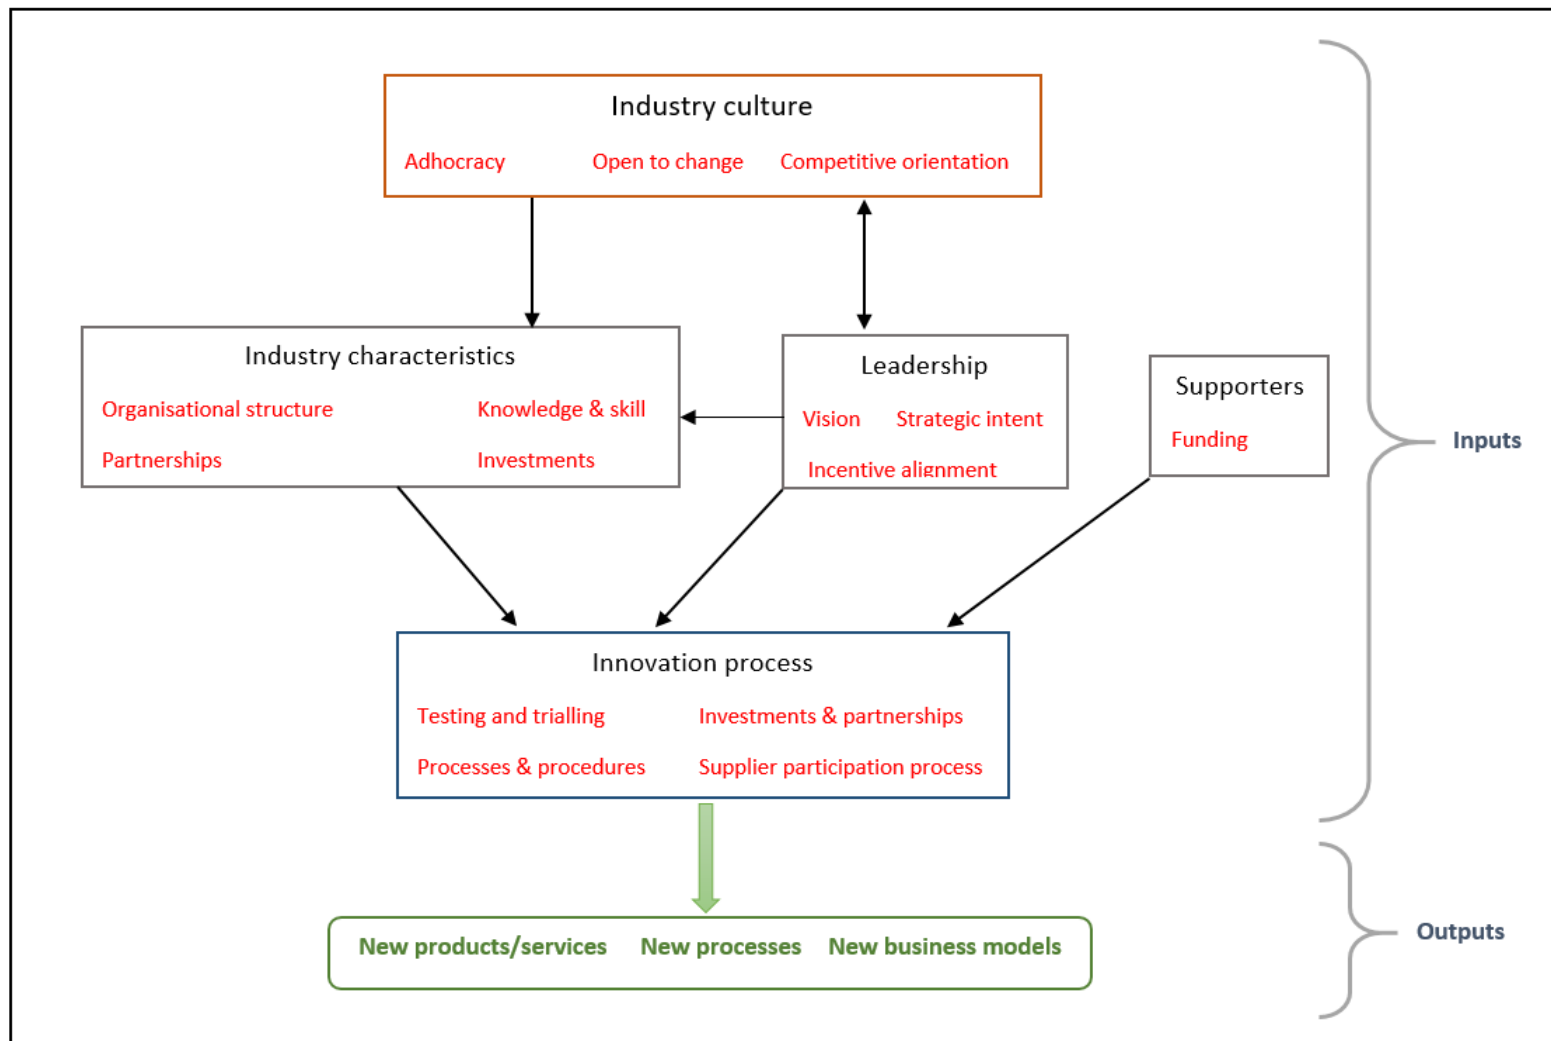 Industry culture
Adhocracy Open to change Competitive orientation
Industry characteristics
Organisational structure Knowledge & skill
Partnerships Investments
Leadership
Vision Strategic intent
Incentive alignment
Supporters
Funding
Inputs
Innovation process
Testing and trialling Investments & partnerships
Processes & procedures Supplier participation process
New products/services New processes New business models
Outputs